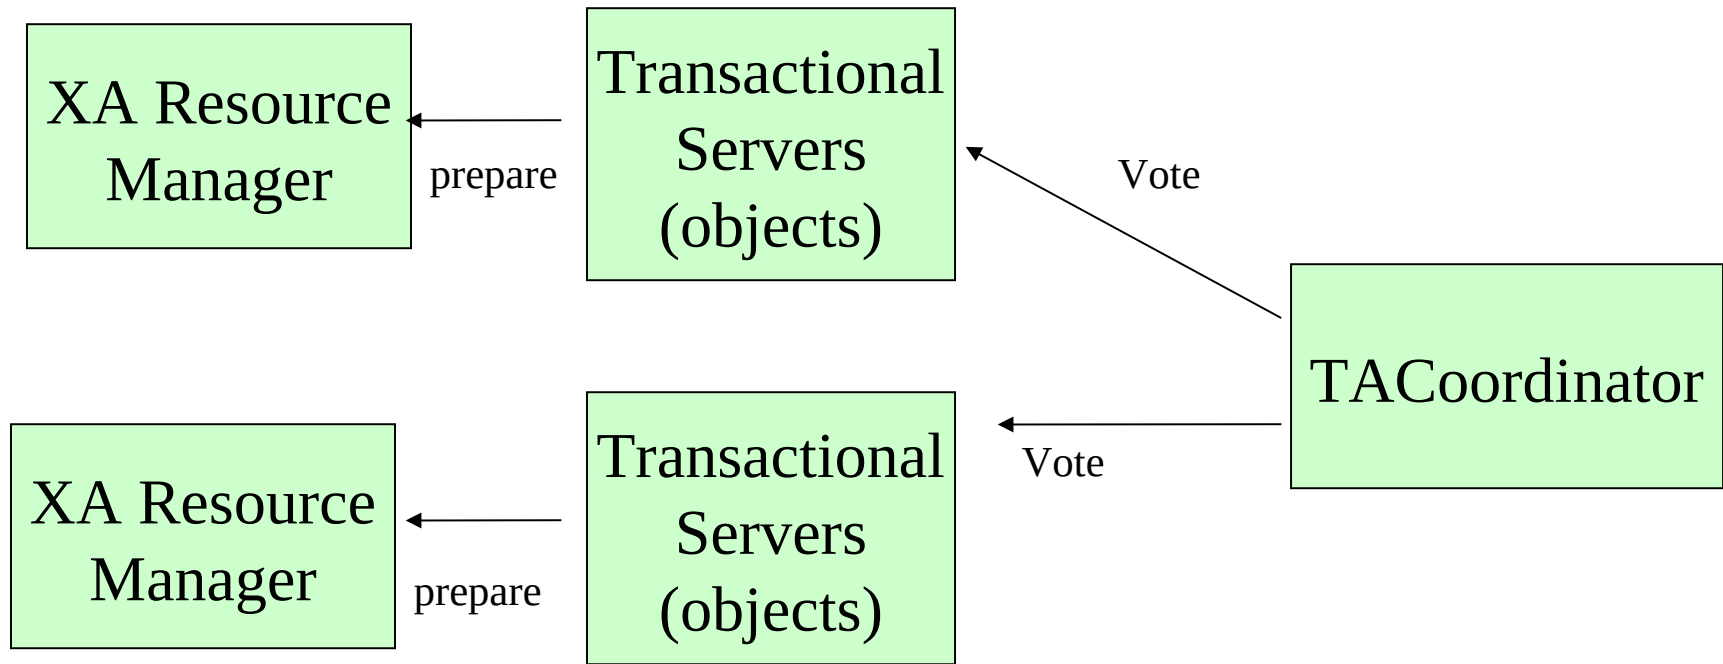 XA Resource
Manager
prepare
Transactional
Servers
(objects)
Vote
TACoordinator
XA Resource
Manager
prepare
Transactional
Servers
(objects)
Vote